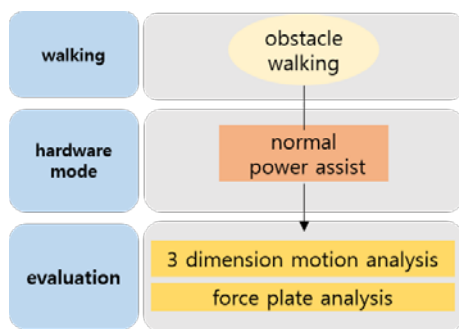 walking
obstacle
walking
hardware
mode
normal
power assist
evaluation
3 dimension motion analysis
force plate analysis